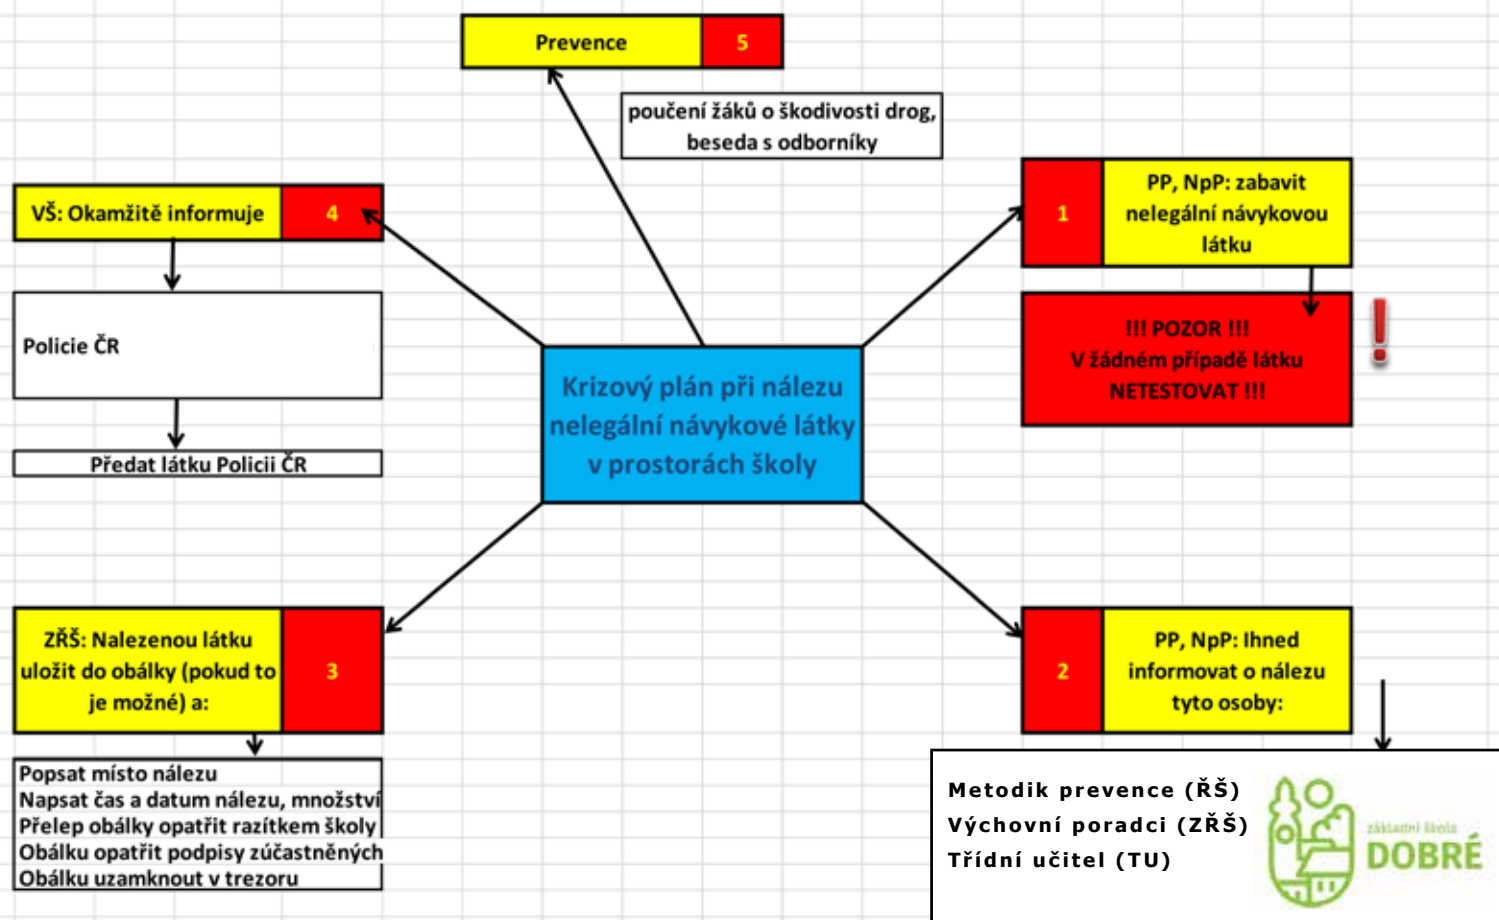 Prevence 5
poučení žáků o škodivosti drog,
beseda s odborníky
VŠ: Okamžitě informuje 4
Policie ČR
Předat látku Policii ČR
1 PP, NpP: zabavit
nelegální návykovou
látku
!!! POZOR !!!
V žádném případě látku
NETESTOVAT !!!
!
Krizový plán při nálezu
nelegální návykové látky
v prostorách školy
ZŘŠ: Nalezenou látku
uložit do obálky (pokud to
je možné) a:
3
Popsat místo nálezu
Napsat čas a datum nálezu, množství
Přelep obálky opatřit razítkem školy
Obálku opatřit podpisy zúčastněných
Obálku uzamknout v trezoru
2
PP, NpP: Ihned
informovat o nálezu
tyto osoby:
Metodik prevence (ŘŠ)
Výchovní poradci (ZŘŠ)
Třídní učitel (TU)
základní škola
DOBRÉ